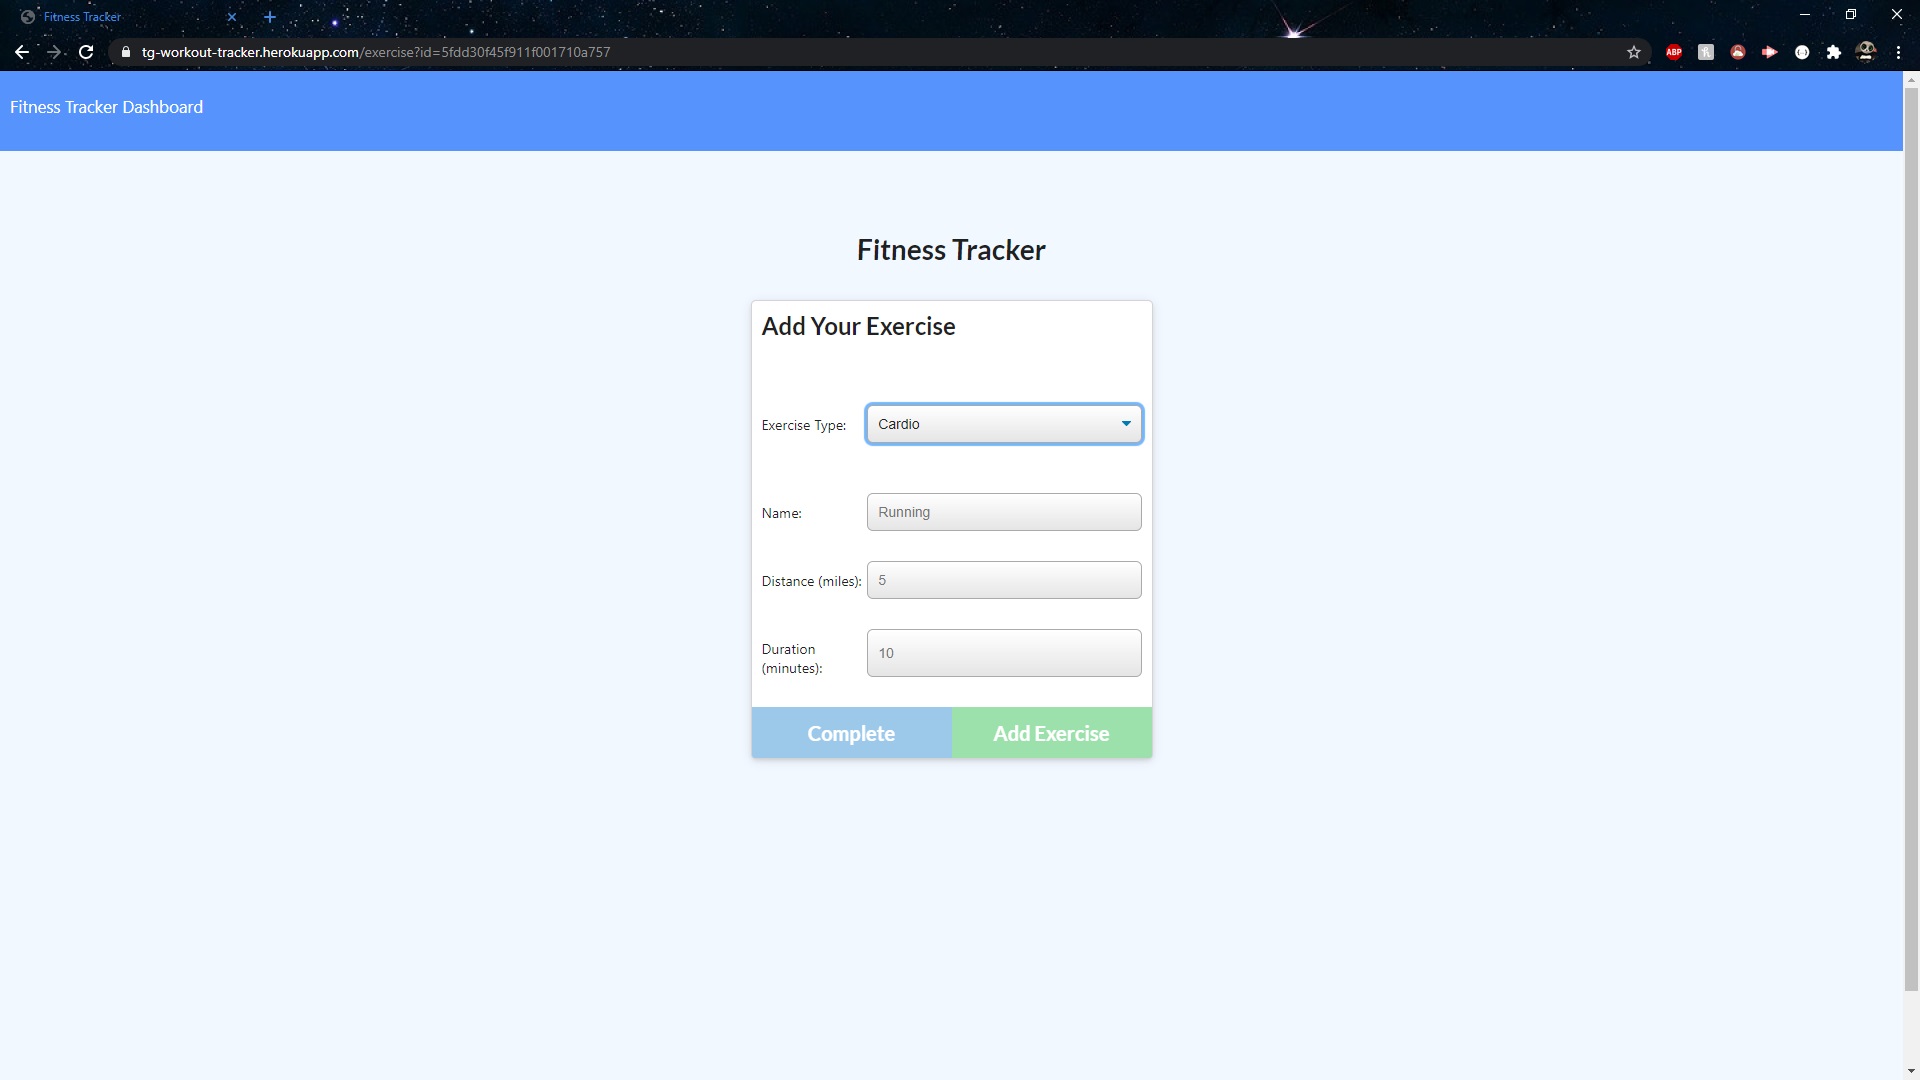 Fitness Tracker
tg-workout-tracker.herokuapp.com/exercise?id=5fdd30f45f911f001710a757
ABP
Fitness Tracker Dashboard
Fitness Tracker
Add Your Exercise
Exercise Type: Cardio
Name: Running
Distance (miles): 5
Duration
(minutes): 10
Complete Add Exercise